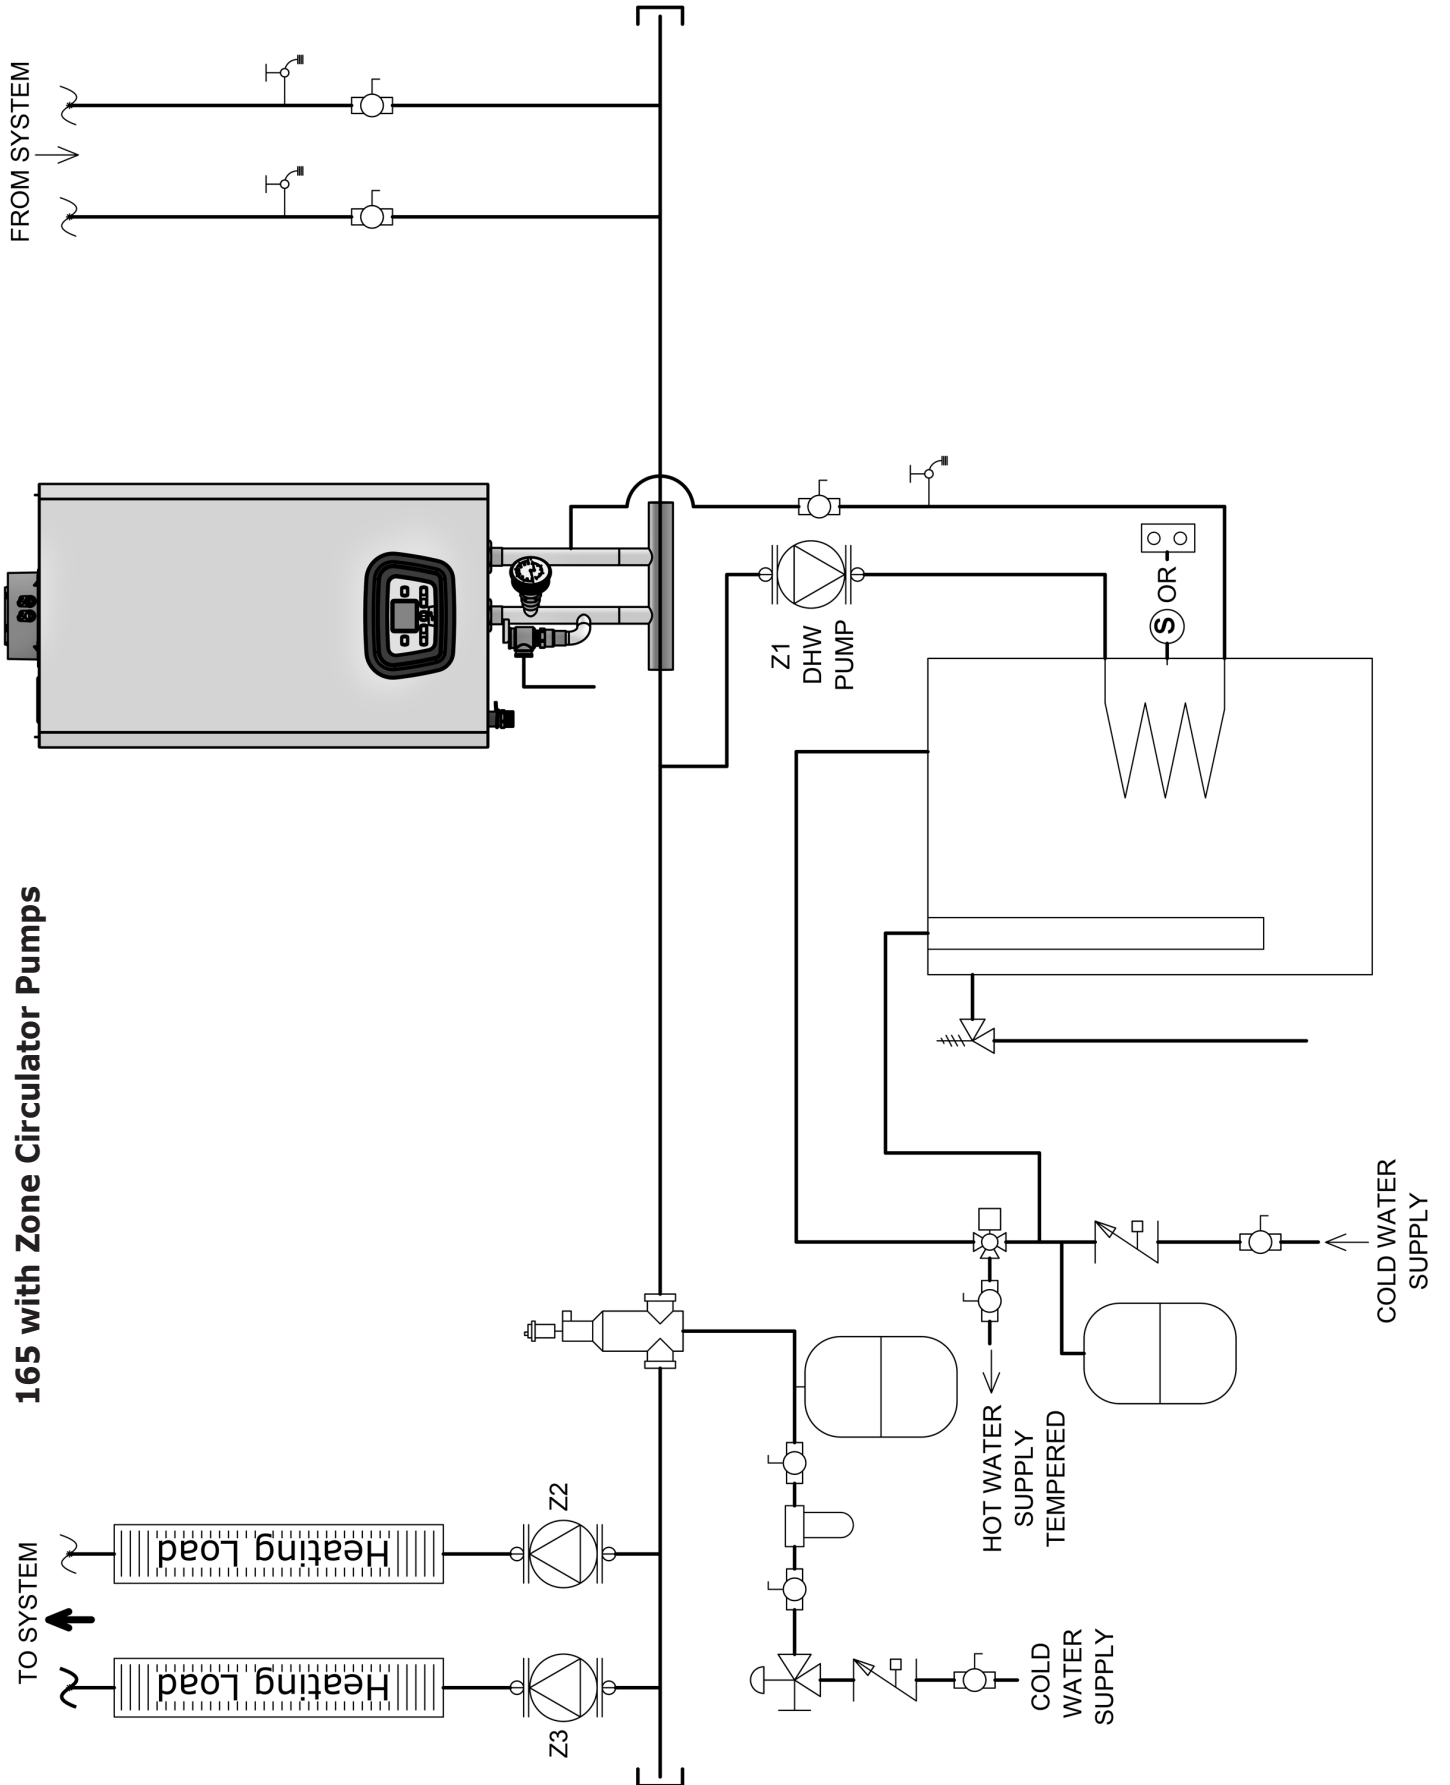 165 with Zone Circulator Pumps
TO SYSTEM
FROM SYSTEM
Heating Load
Heating Load
Z3
Z2
Z1
DHW
PUMP
S
OR
HOT WATER
SUPPLY
TEMPERED
COLD
WATER
SUPPLY
COLD WATER
SUPPLY